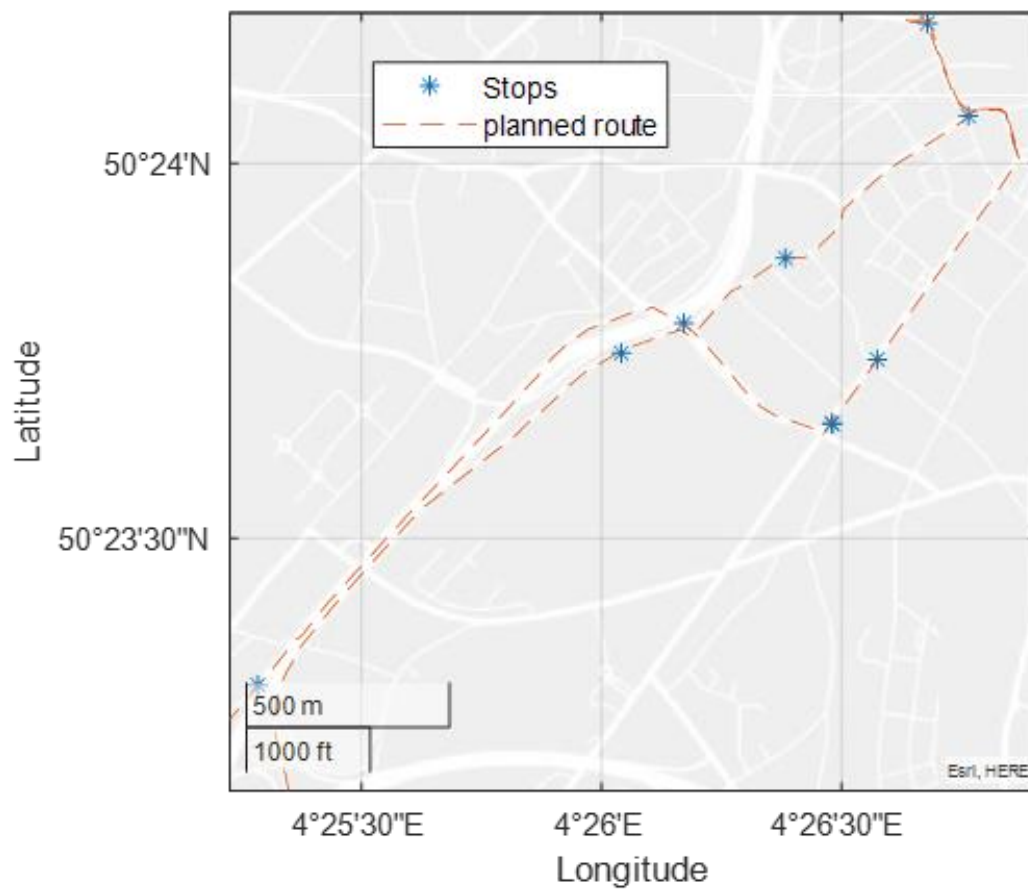 Stops
planned route
50°24'N
Latitude
50°23'30"N
500 m
1000 ft
Esri, HERE
4°25'30"E
4°26'E
4°26'30"E
Longitude